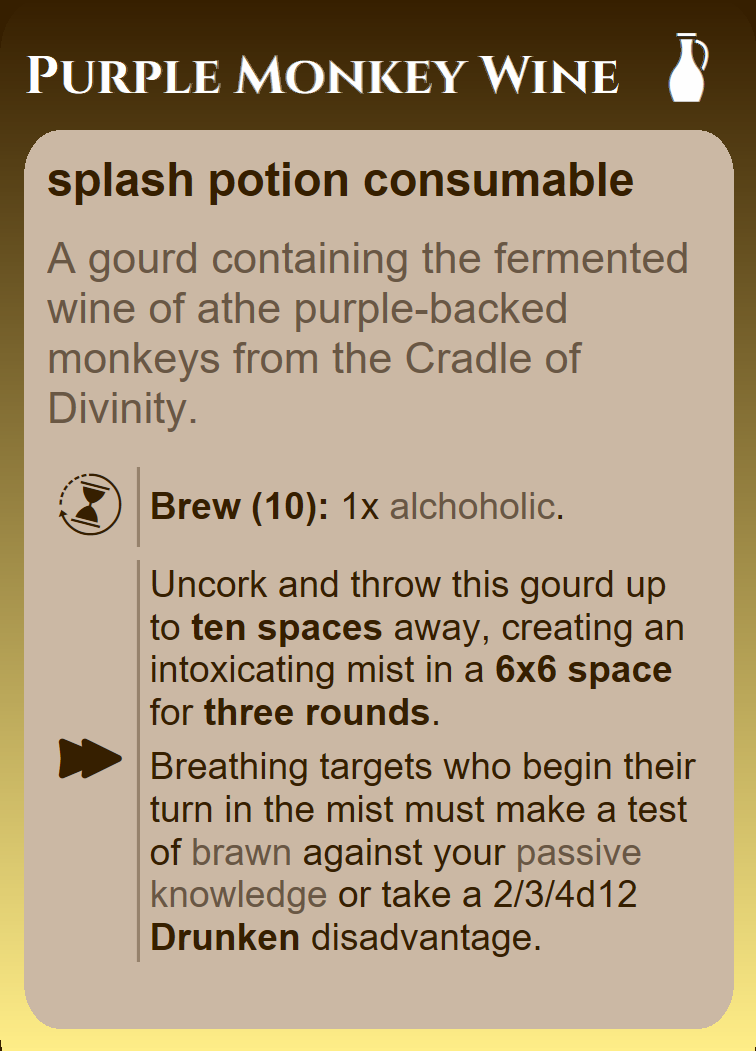 Purple Monkey Wine
splash potion consumable
A gourd containing the fermented
wine of athe purple-backed
monkeys from the Cradle of
Divinity.
Brew (10): 1x alchoholic.
Uncork and throw this gourd up
to ten spaces away, creating an
intoxicating mist in a 6x6 space
for three rounds.
Breathing targets who begin their
turn in the mist must make a test
of brawn against your passive
knowledge or take a 2/3/4d12
Drunken disadvantage.